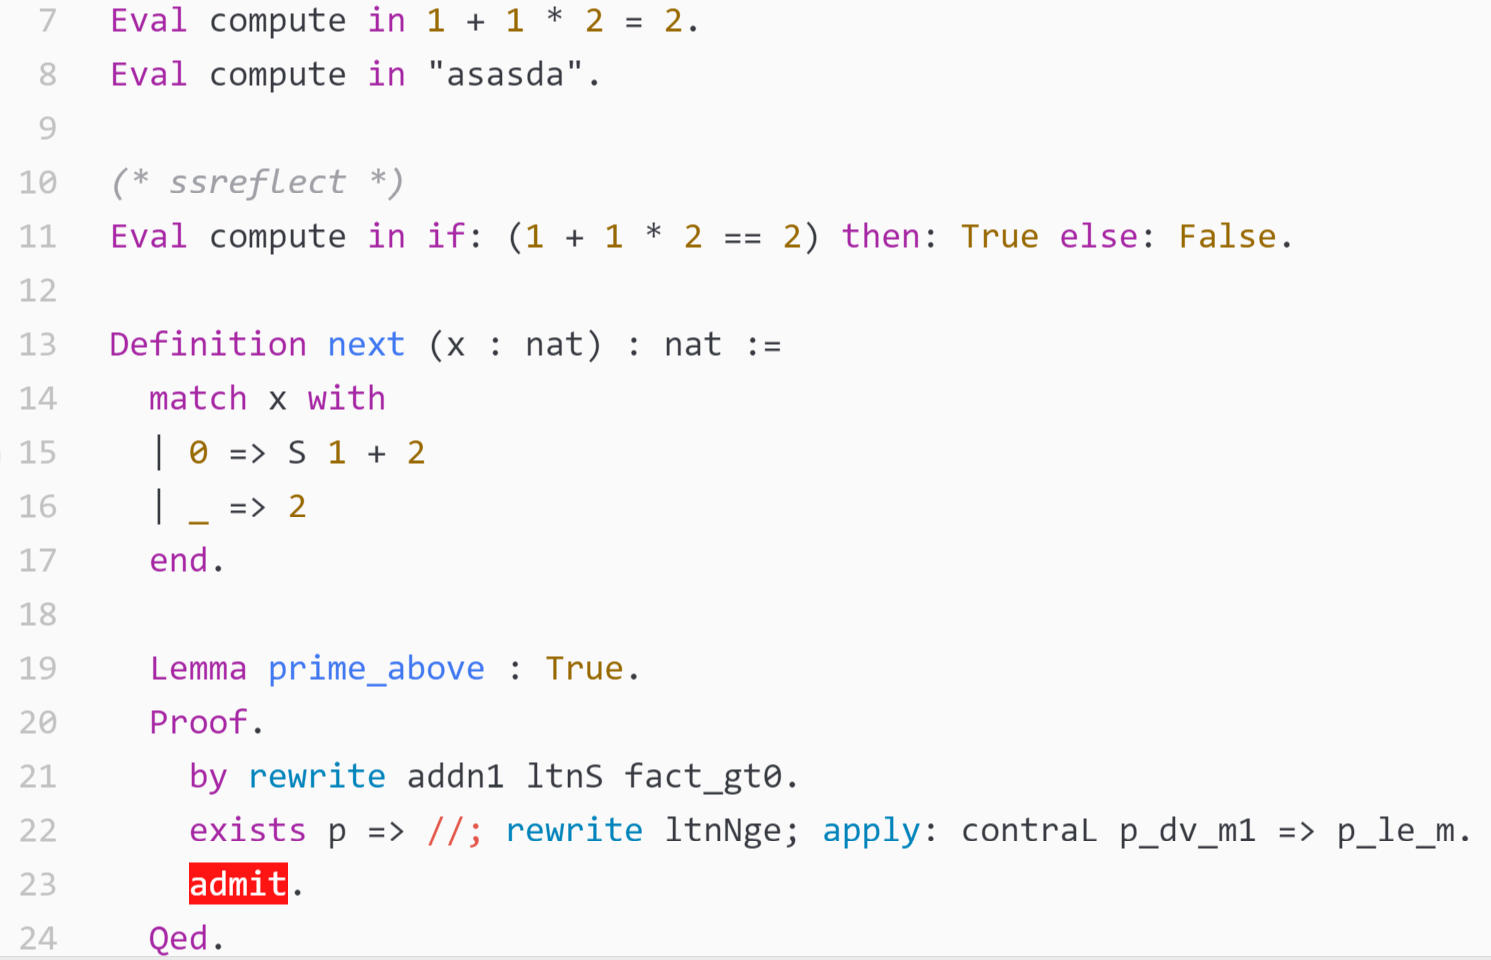 7 Eval compute in 1 + 1 * 2 = 2.
8 Eval compute in "asasda".
9
10 (* ssreflect *)
11 Eval compute in if: (1 + 1 * 2 == 2) then: True else: False.
12
13 Definition next (x : nat) : nat :=
14 match x with
15 | 0 => S 1 + 2
16 | _ => 2
17 end.
18
19 Lemma prime_above : True.
20 Proof.
21 by rewrite addn1 ltnS fact_gt0.
22 exists p => //; rewrite ltnNge; apply: contraL p_dv_m1 => p_le_m.
23 admit.
24 Qed.